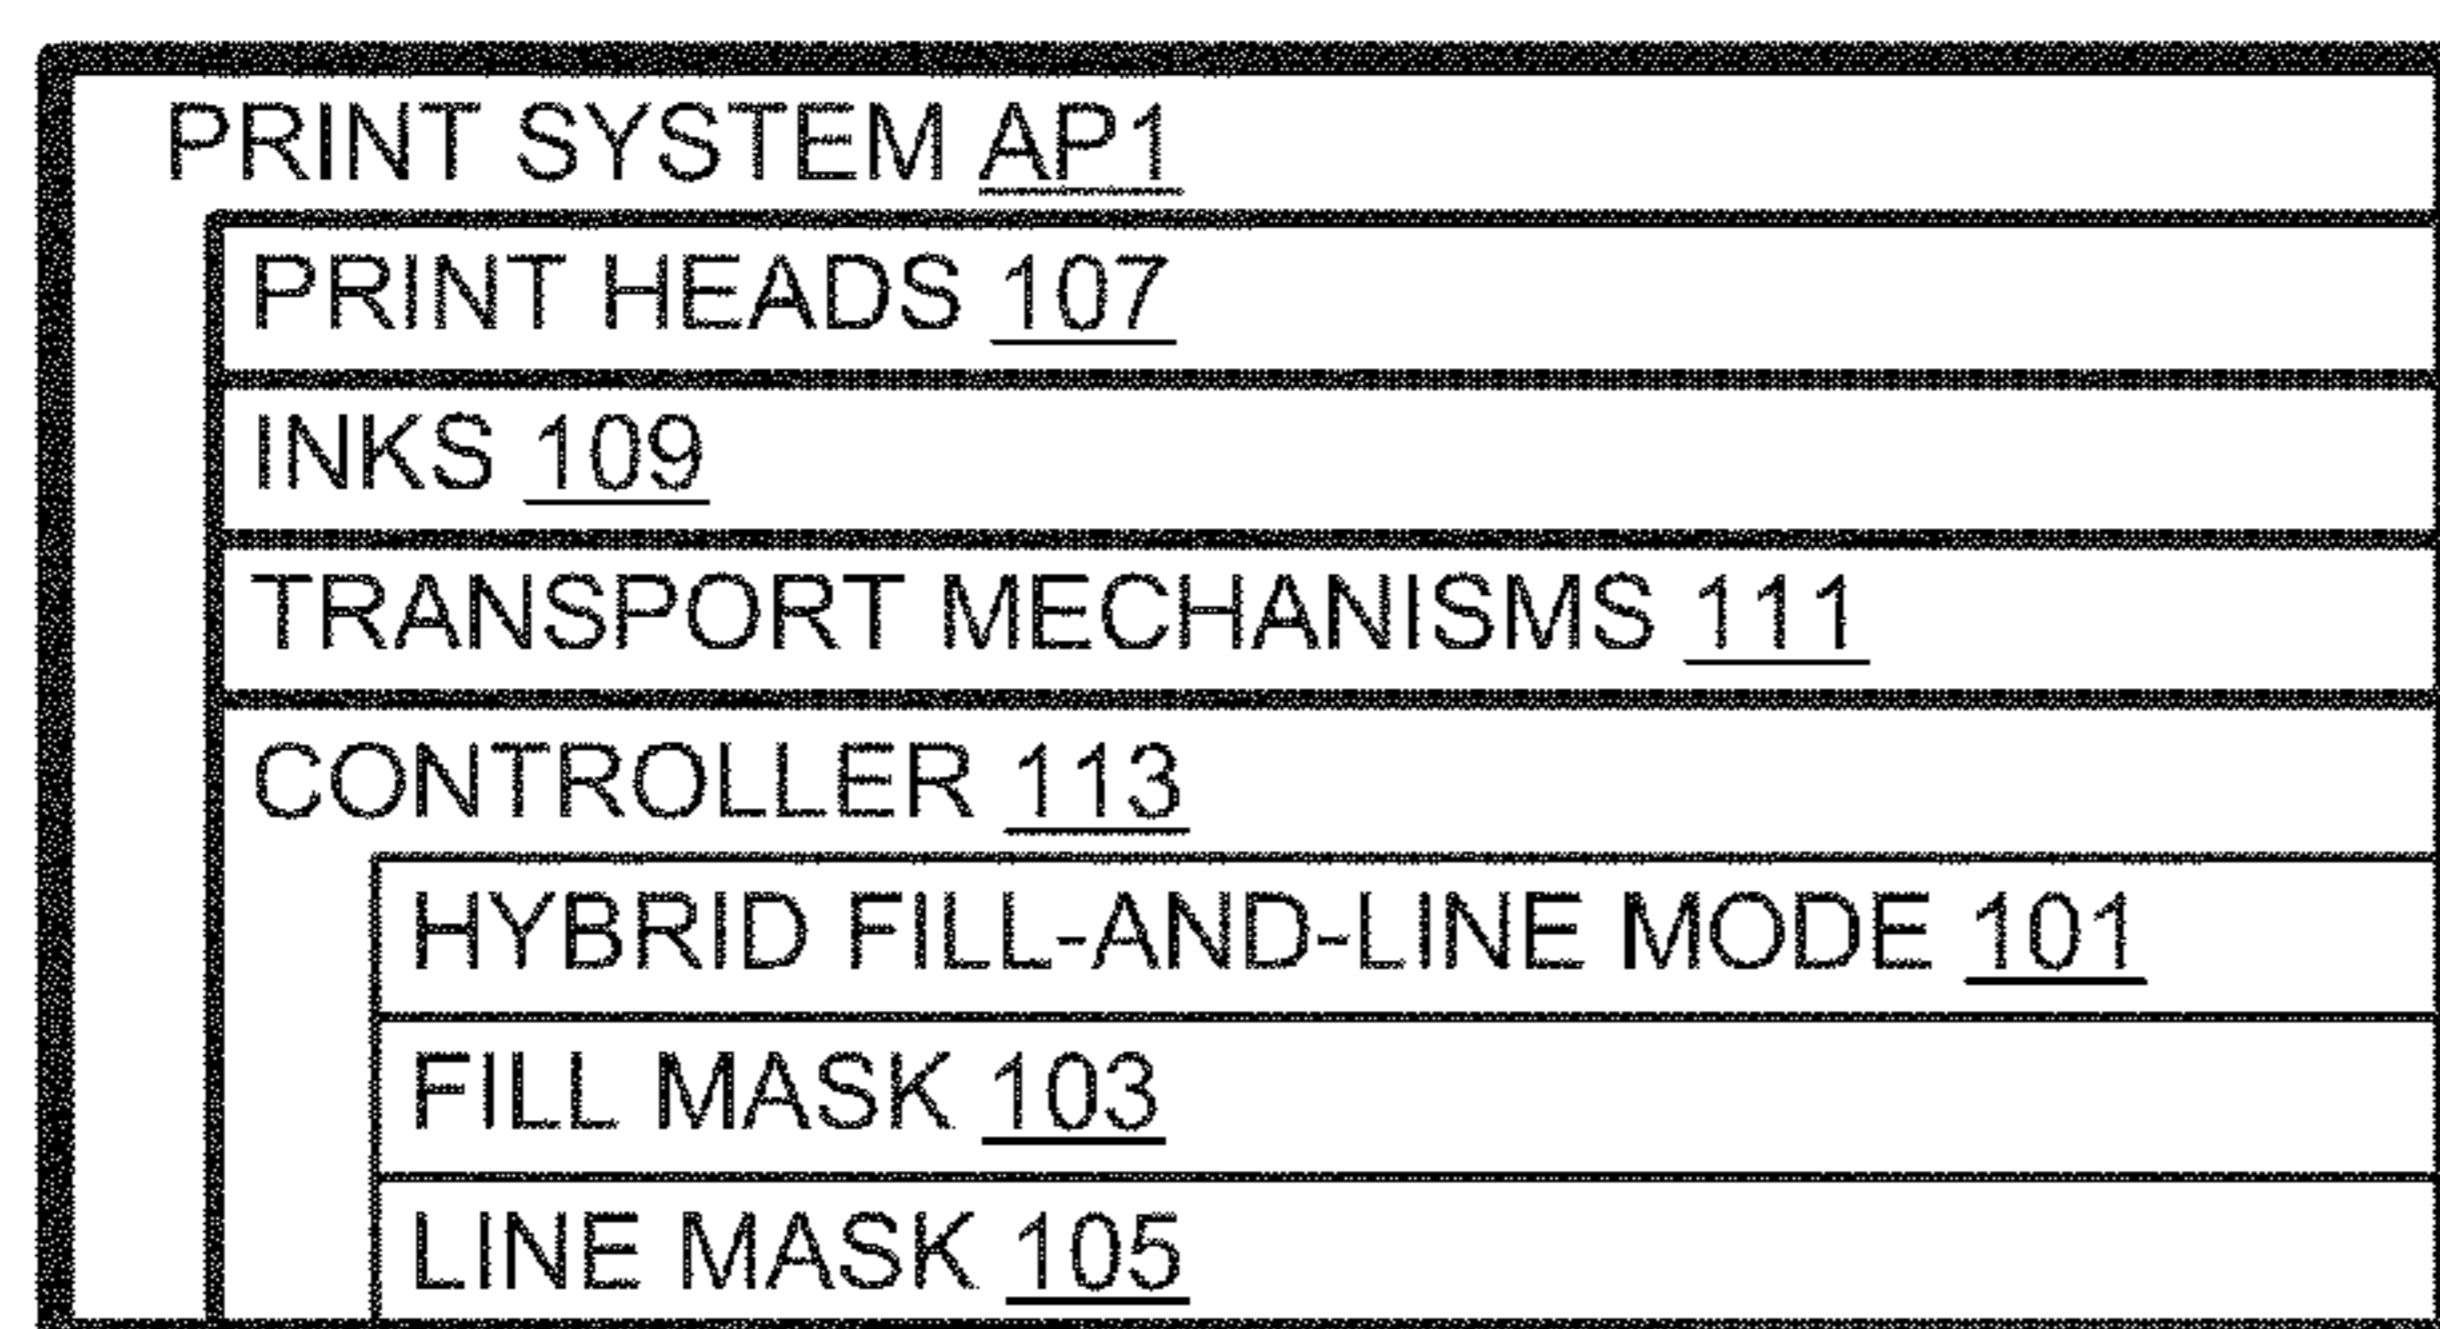 PRINT SYSTEM AP1
PRINT HEADS 107
INKS 109
TRANSPORT MECHANISMS 111
CONTROLLER 113
HYBRID FILL-AND-LINE MODE 101
FILL MASK 103
LINE MASK 105